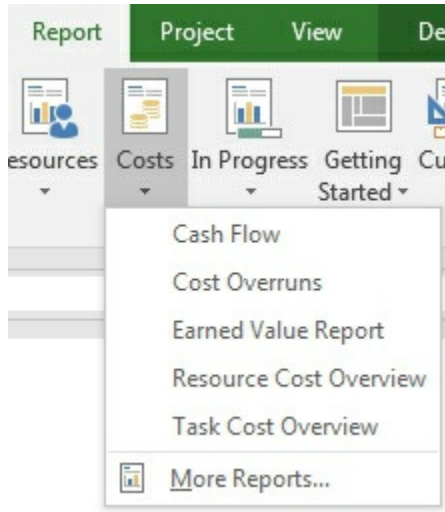 Report Project View De
esources Costs In Progress Getting Cu
Started
Cash Flow
Cost Overruns
Earned Value Report
Resource Cost Overview
Task Cost Overview
More Reports...